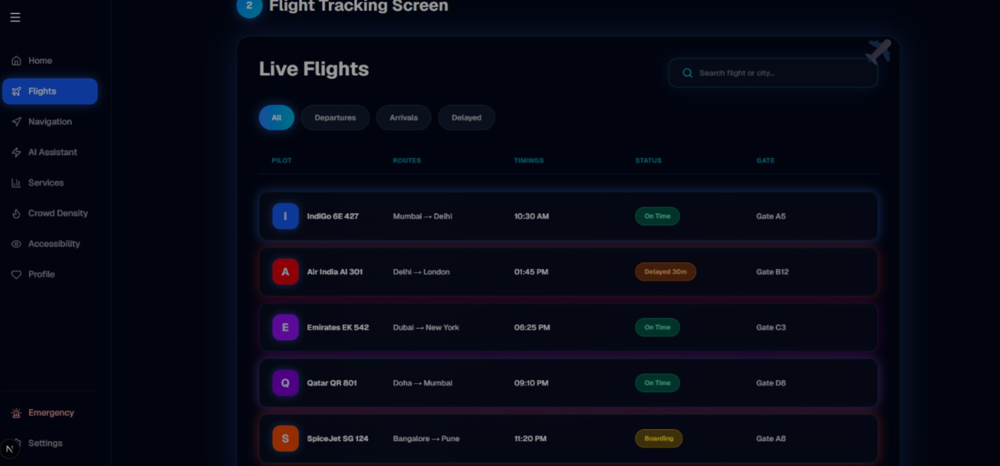 2 Flight Tracking Screen
Home
Flights
Navigation
AI Assistant
Services
Crowd Density
Accessibility
Profile
Emergency
Settings
N
Live Flights
Search flight or city...
All Departures Arrivals Delayed
PILOT ROUTES TIMINGS STATUS GATE
I IndiGo 6E 427 Mumbai → Delhi 10:30 AM On Time Gate A5
A Air India AI 301 Delhi → London 01:45 PM Delayed 30m Gate B12
E Emirates EK 542 Dubai → New York 06:25 PM On Time Gate C3
Q Qatar QR 801 Doha → Mumbai 09:10 PM On Time Gate D8
S SpiceJet SG 124 Bangalore → Pune 11:20 PM Boarding Gate A8